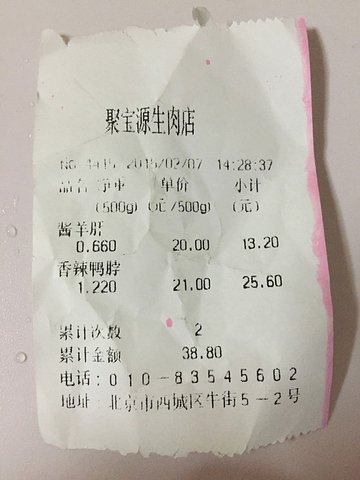 聚宝源生肉店
No 4415 2015/02/07 14:28:37
品名 净重 单价 小计
(500g) (元/500g) (元)
酱羊肝
0.660 20.00 13.20
香辣鸭脖
1.220 21.00 25.60
累计次数 2
累计金额 38.80
电话:010-83545602
地址:北京市西城区牛街5-2号